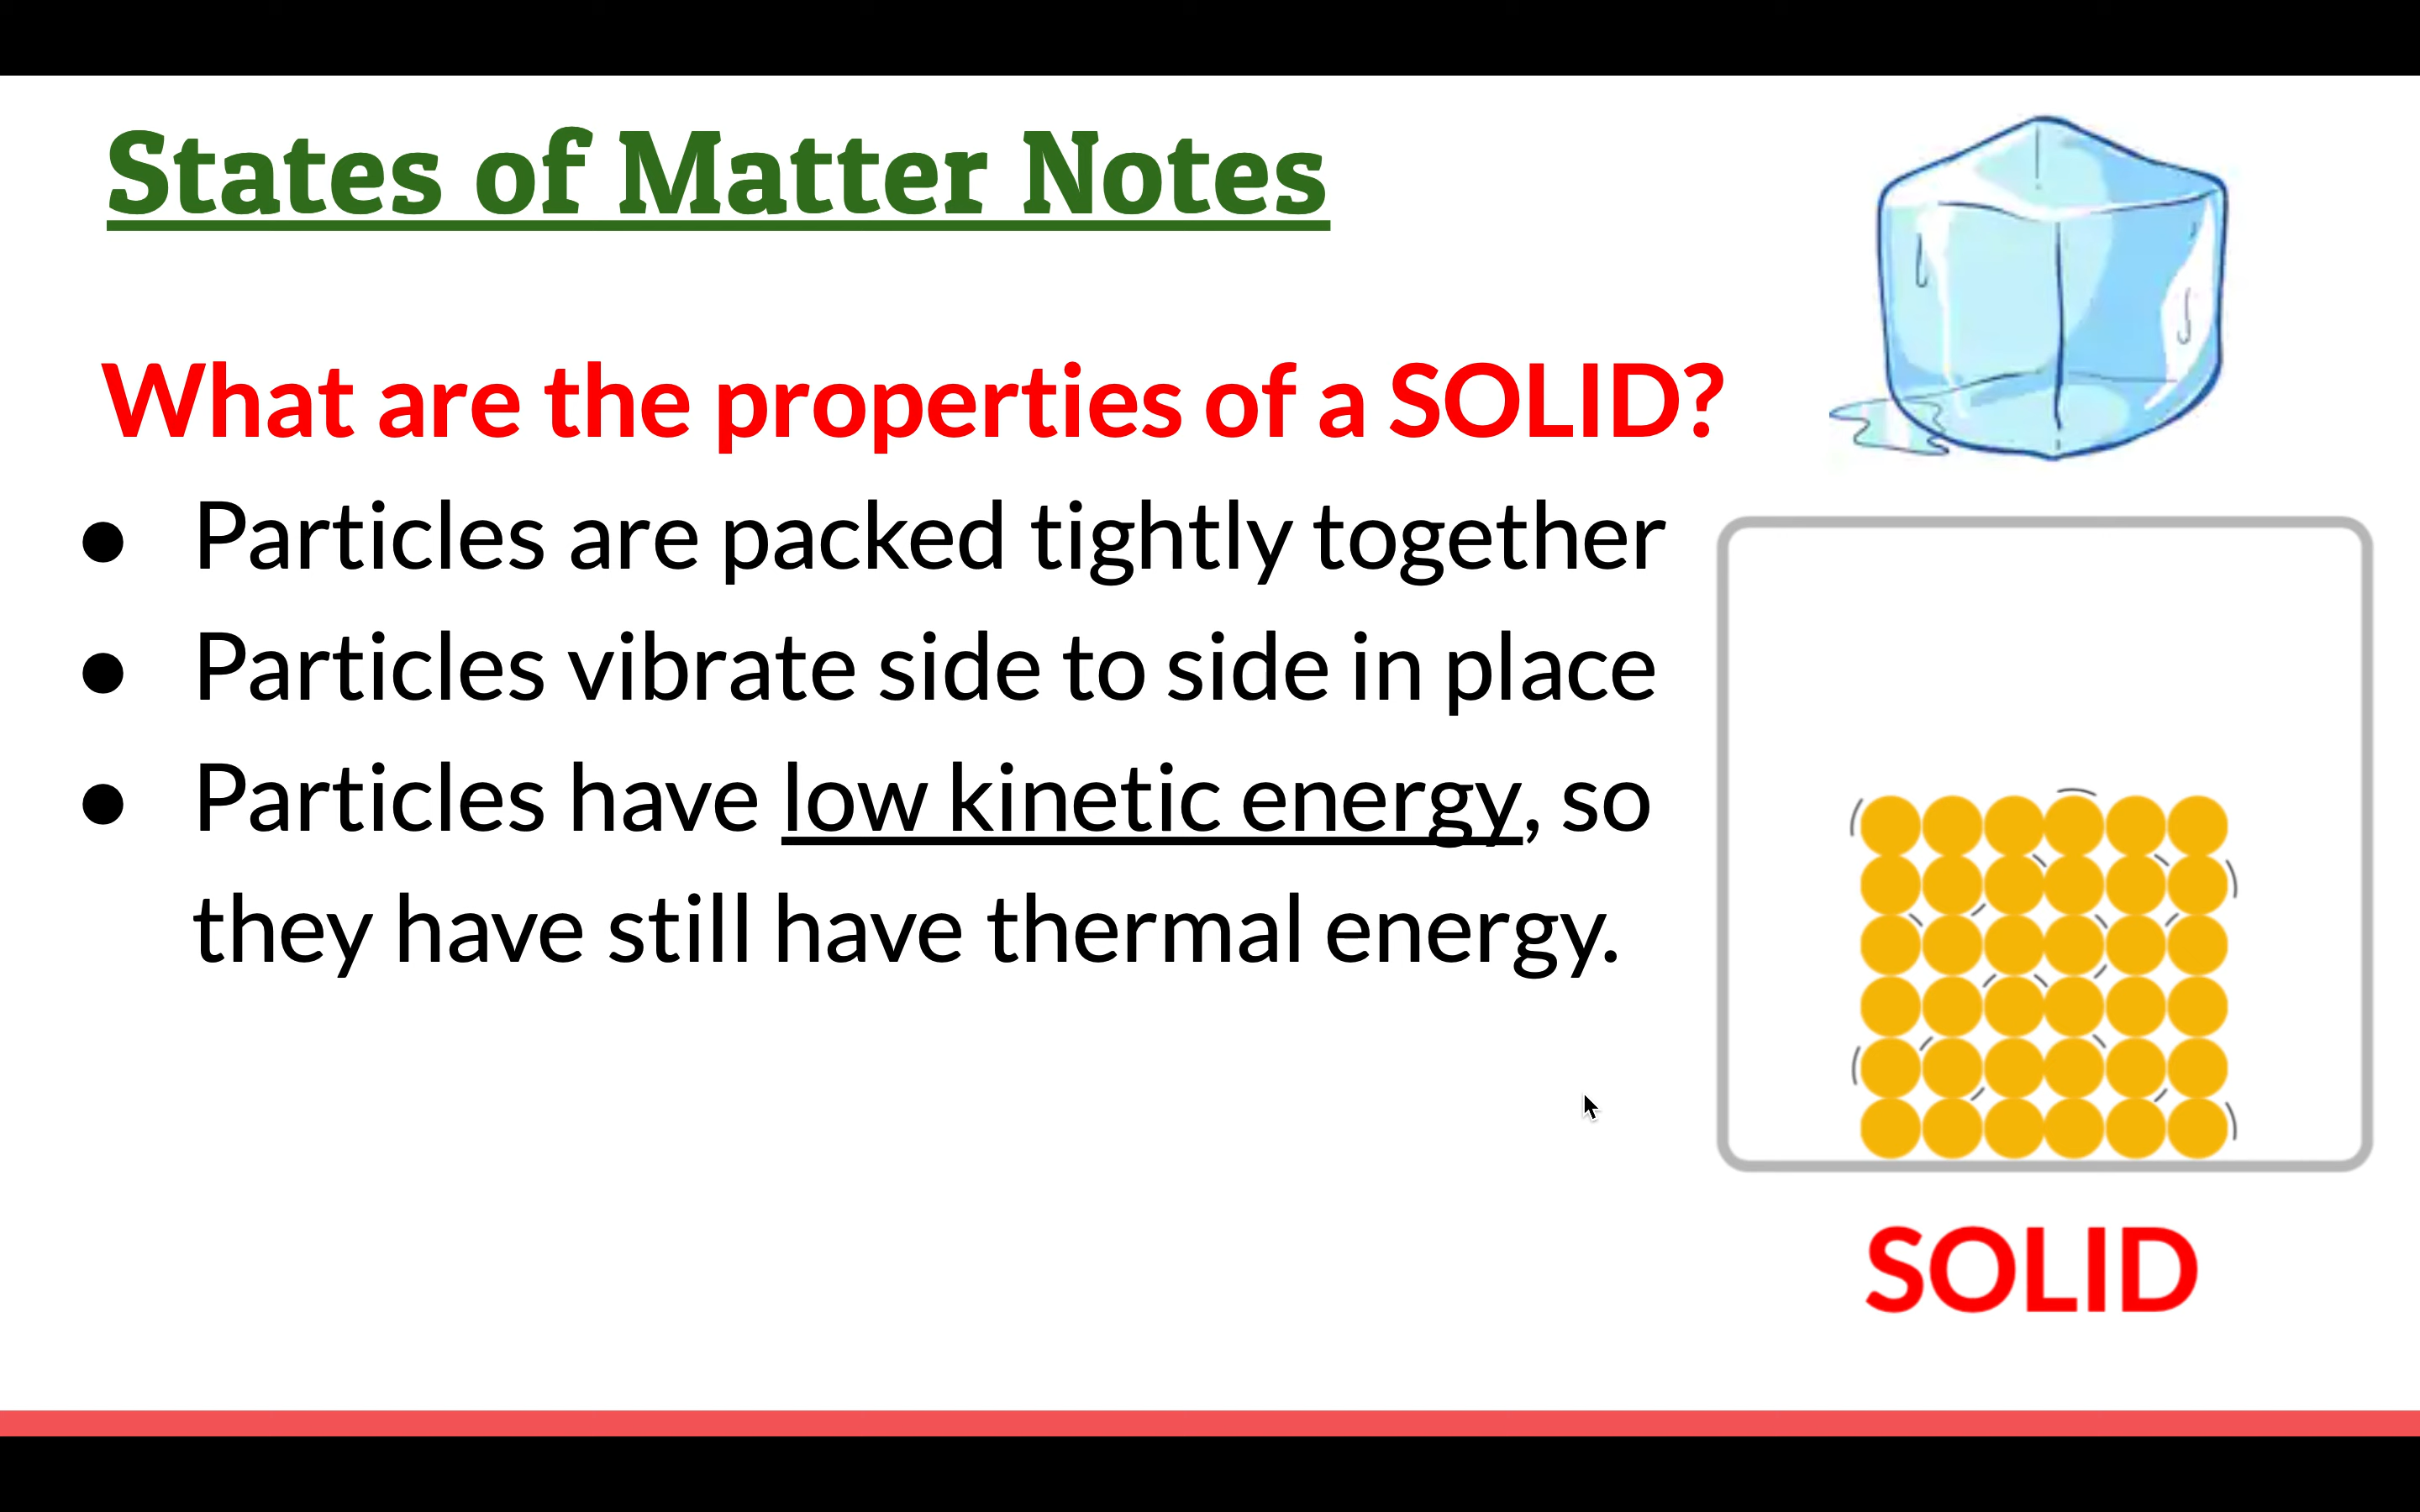 States of Matter Notes
What are the properties of a SOLID?
● Particles are packed tightly together
● Particles vibrate side to side in place
● Particles have low kinetic energy, so
they have still have thermal energy.
SOLID